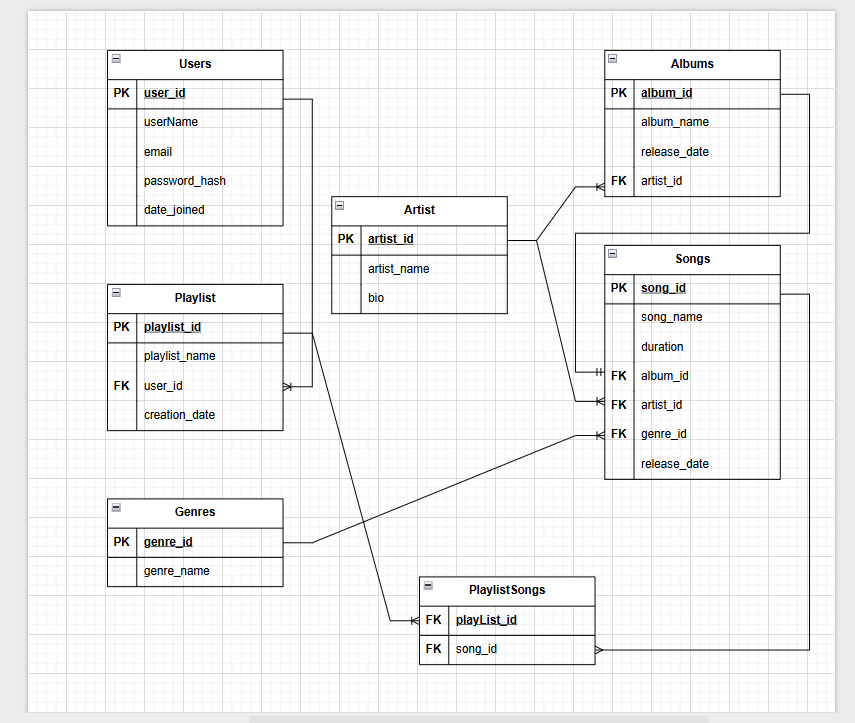 Users
PK user_id
userName
email
password_hash
date_joined
Playlist
PK playlist_id
playlist_name
FK user_id
creation_date
Genres
PK genre_id
genre_name
Artist
PK artist_id
artist_name
bio
Albums
PK album_id
album_name
release_date
FK artist_id
Songs
PK song_id
song_name
duration
FK album_id
FK artist_id
FK genre_id
release_date
PlaylistSongs
FK playList_id
FK song_id